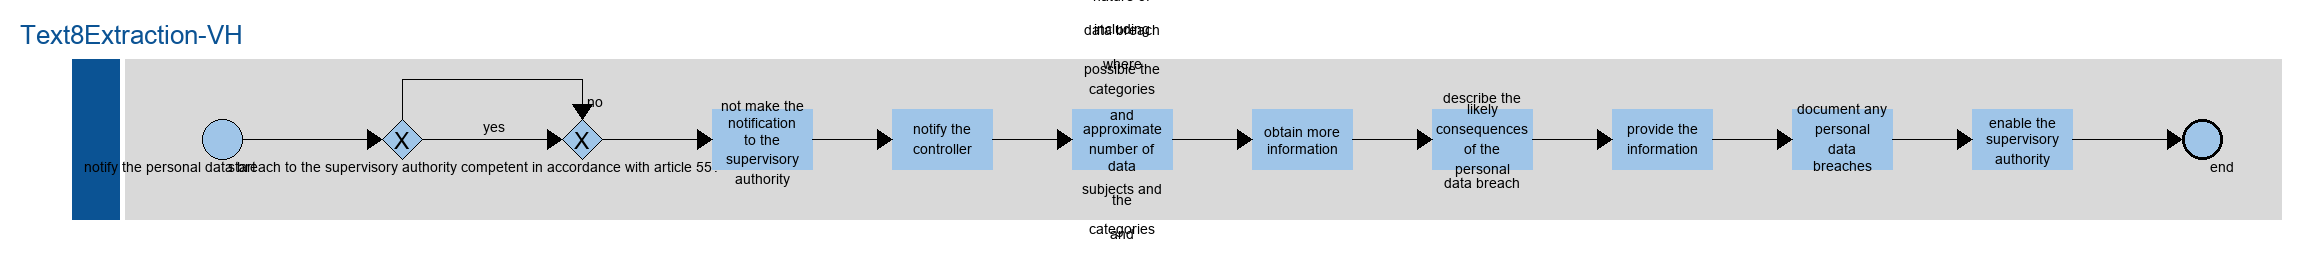 Text8Extraction-VH
start
notify the personal data breach to the supervisory authority competent in accordance with article 55
X
yes
no
X
not make the
notification
to the
supervisory
authority
notify the
controller
nature of
including
data breach
where
possible the
categories
and
approximate
number of
data
subjects and
the
categories
and
obtain more
information
describe the
likely
consequences
of the
personal
data breach
provide the
information
document any
personal
data
breaches
enable the
supervisory
authority
end